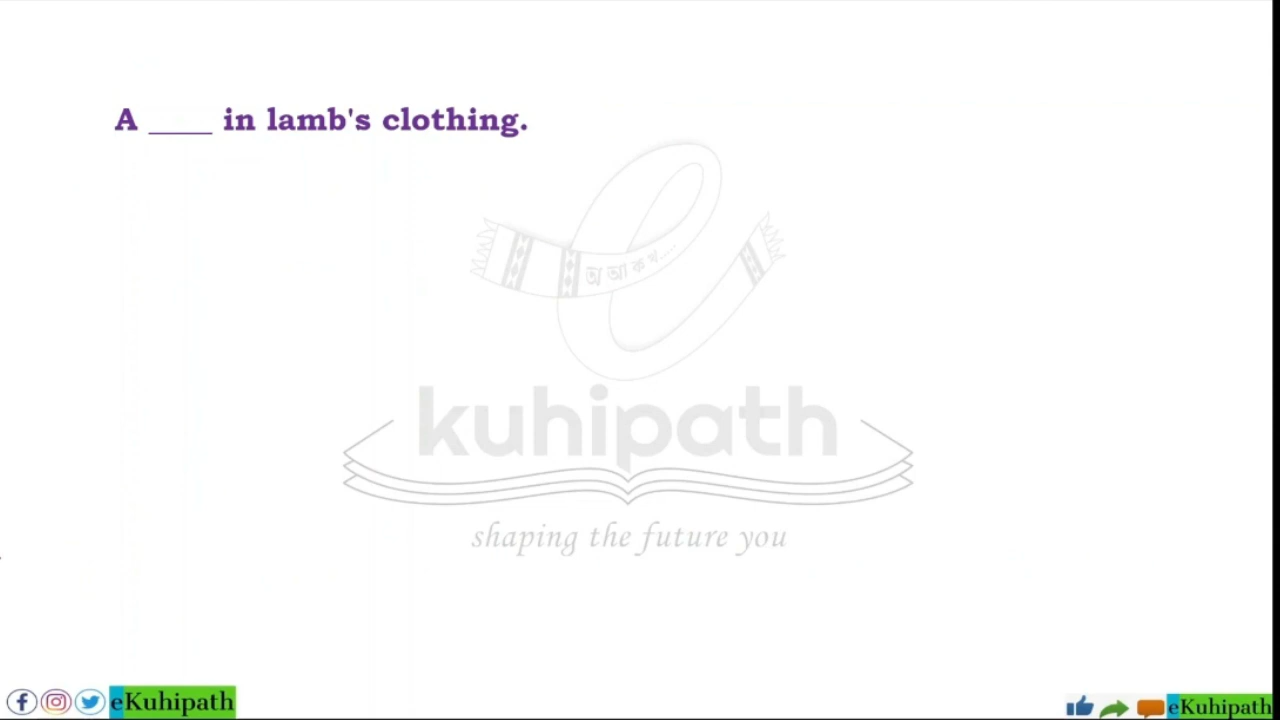 A ____ in lamb's clothing.
অ আ ক খ.....
kuhipath
shaping the future you
eKuhipath
eKuhipath